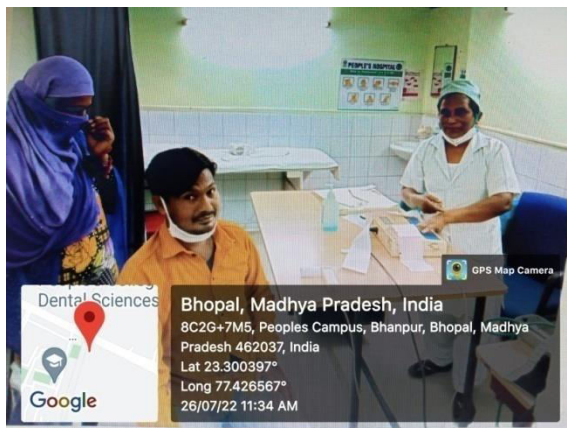 PEOPLE'S HOSPITAL
GPS Map Camera
Dental Sciences
Google
Bhopal, Madhya Pradesh, India
8C2G+7M5, Peoples Campus, Bhanpur, Bhopal, Madhya
Pradesh 462037, India
Lat 23.300397°
Long 77.426567°
26/07/22 11:34 AM